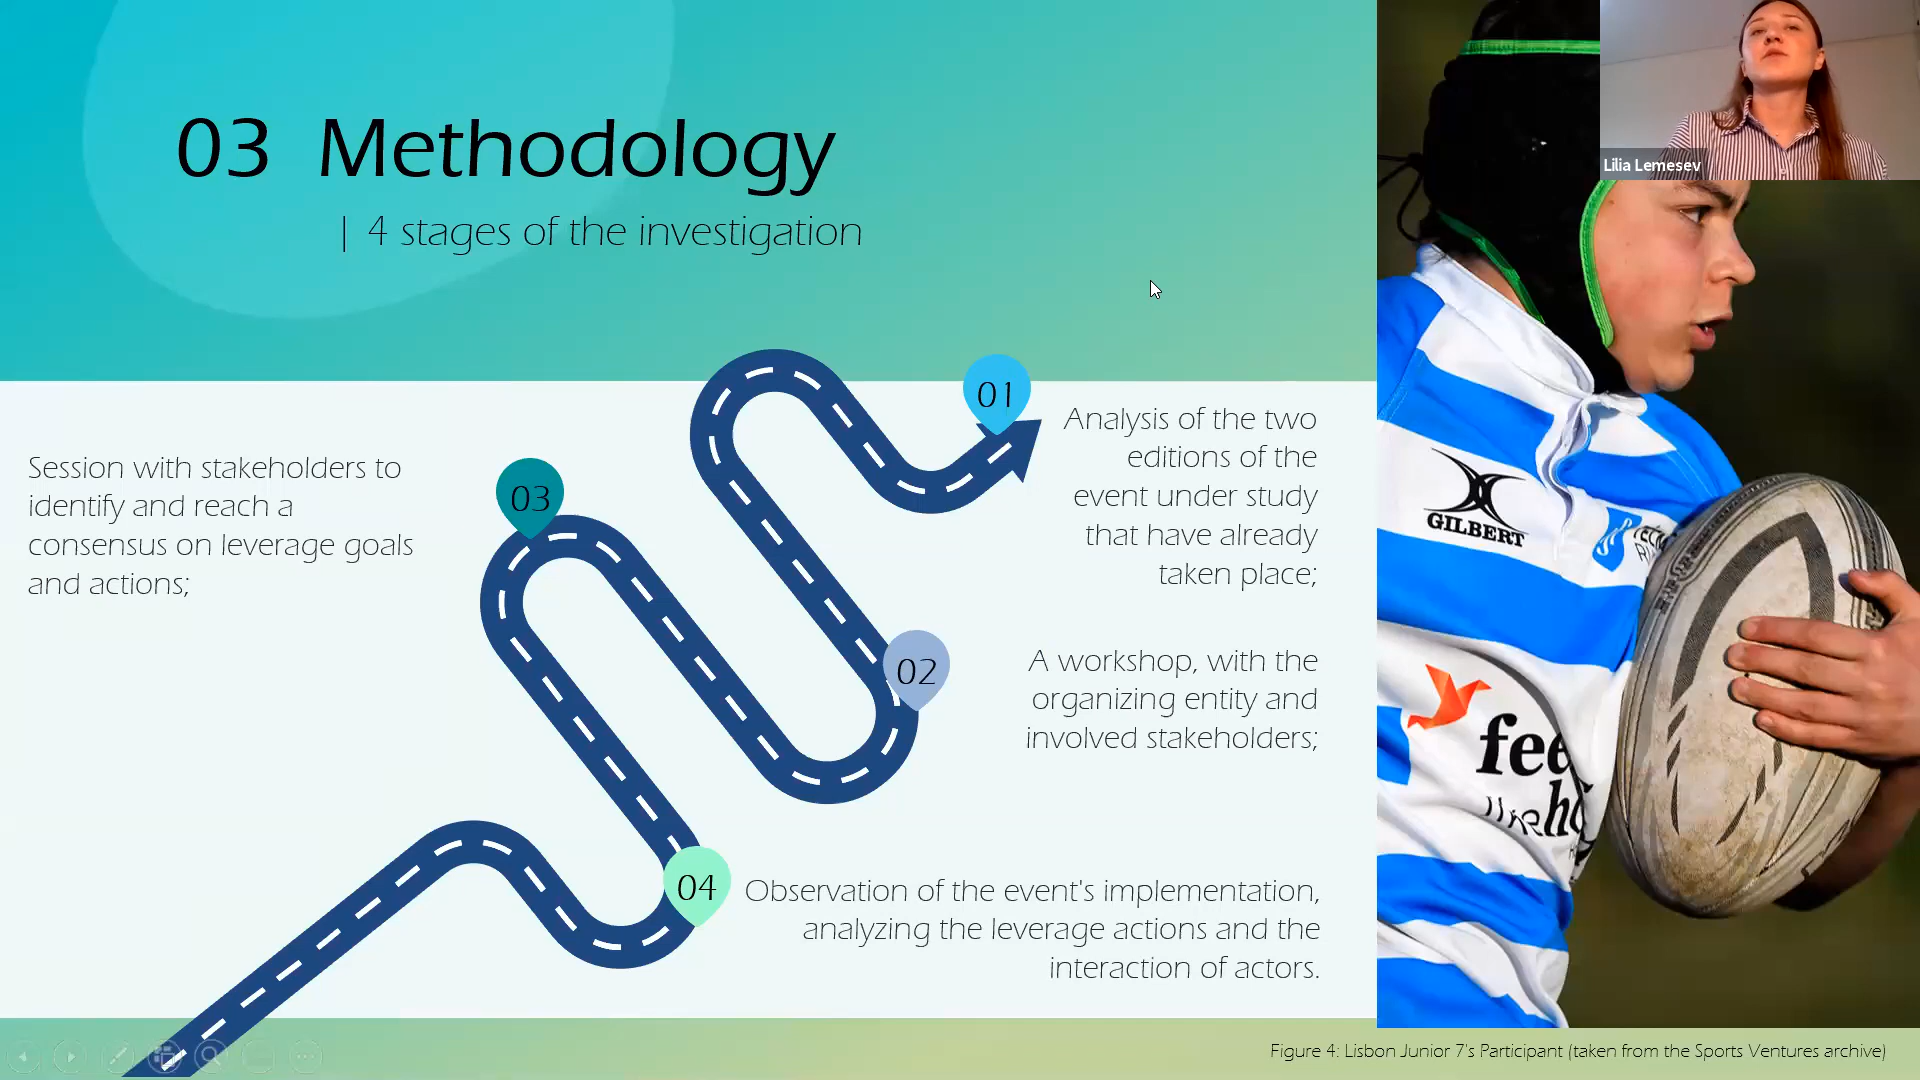 03 Methodology
| 4 stages of the investigation
Lilia Lemesev
01
Analysis of the two
editions of the
event under study
that have already
taken place;
03
Session with stakeholders to
identify and reach a
consensus on leverage goals
and actions;
02
A workshop, with the
organizing entity and
involved stakeholders;
04
Observation of the event's implementation,
analyzing the leverage actions and the
interaction of actors.
GILBERT
fee
Figure 4: Lisbon Junior 7's Participant (taken from the Sports Ventures archive)